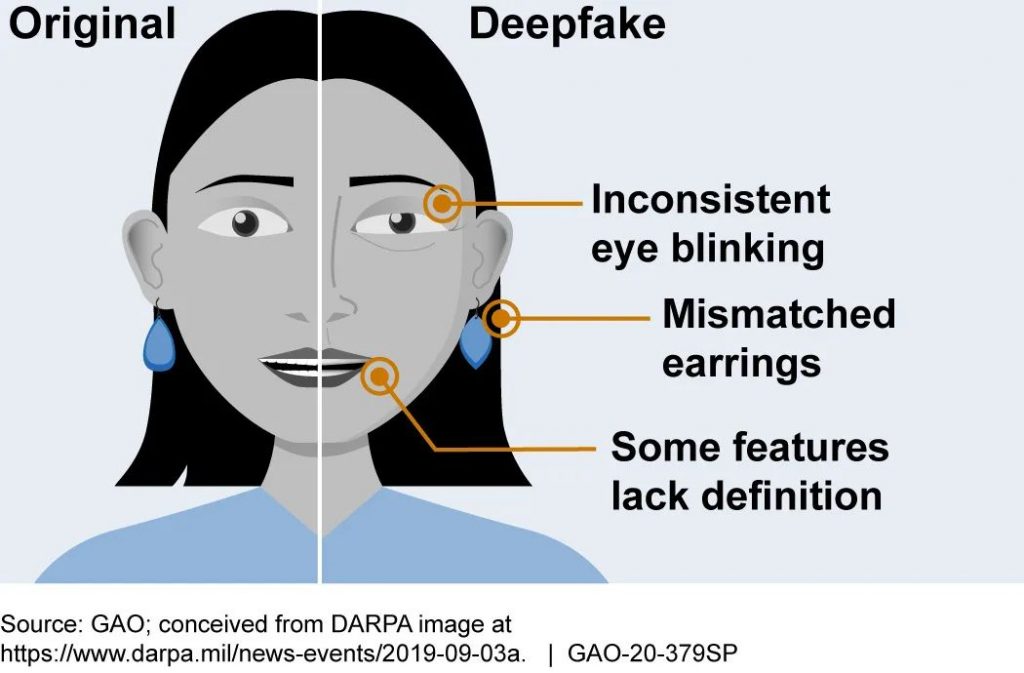 Original
Deepfake
Inconsistent
eye blinking
Mismatched
earrings
Some features
lack definition
Source: GAO; conceived from DARPA image at
https://www.darpa.mil/news-events/2019-09-03a. | GAO-20-379SP